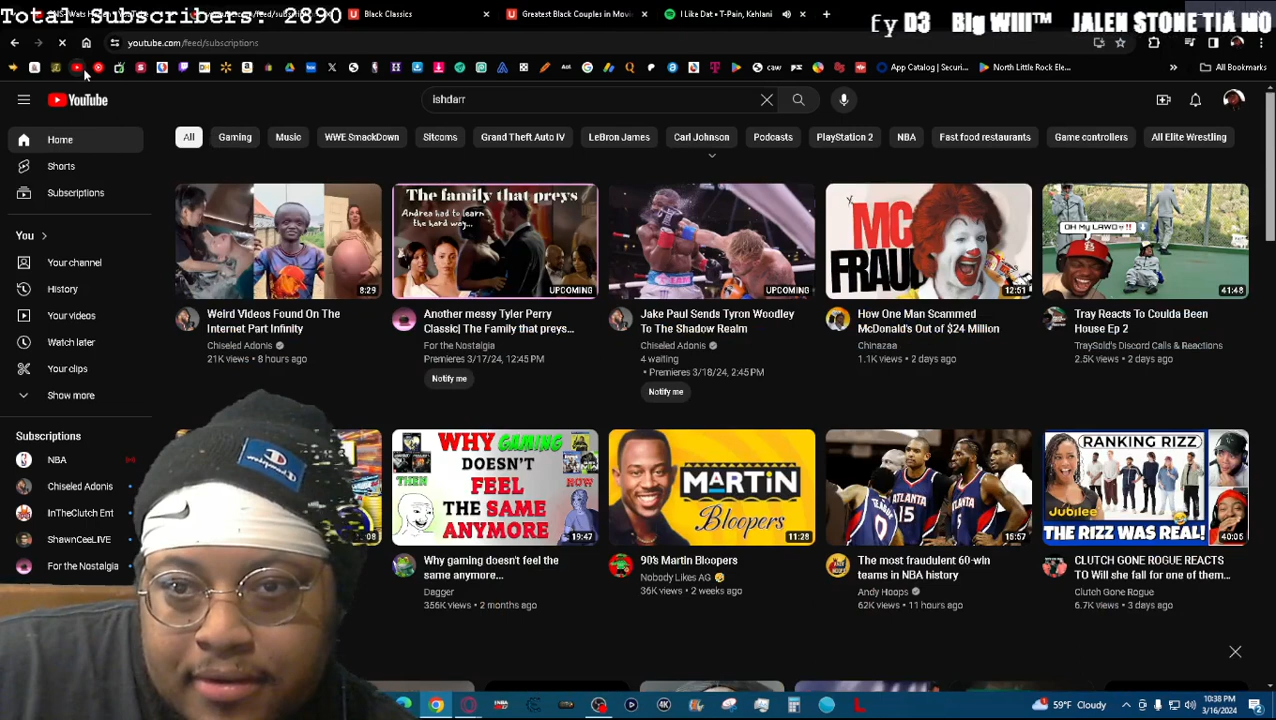 Total Subscribers: 2890
fy D3 Big Will™ JALEN STONE TIA MO
Black Classics
Greatest Black Couples in Movi
I Like Dat • T-Pain, Kehlani
youtube.com/feed/subscriptions
caw
App Catalog | Securi...
North Little Rock Ele...
All Bookmarks
YouTube
ishdarr
Home
Shorts
Subscriptions
You
Your channel
History
Your videos
Watch later
Your clips
Show more
Subscriptions
NBA
Chiseled Adonis
InTheClutch Ent
ShawnCeeLIVE
For the Nostalgia
All
Gaming
Music
WWE SmackDown
Sitcoms
Grand Theft Auto IV
LeBron James
Carl Johnson
Podcasts
PlayStation 2
NBA
Fast food restaurants
Game controllers
All Elite Wrestling
8:29
Weird Videos Found On The
Internet Part Infinity
Chiseled Adonis
21K views • 8 hours ago
The family that preys
Andrea had to learn
the hard way...
UPCOMING
Another messy Tyler Perry
Classic| The Family that preys...
For the Nostalgia
Premieres 3/17/24, 12:45 PM
Notify me
UPCOMING
Jake Paul Sends Tyron Woodley
To The Shadow Realm
Chiseled Adonis
4 waiting
• Premieres 3/18/24, 2:45 PM
Notify me
MC
FRAUD
12:51
How One Man Scammed
McDonald's Out of $24 Million
Chinazaa
1.1K views • 2 days ago
OH My LAWD !!
41:48
Tray Reacts To Coulda Been
House Ep 2
TraySold's Discord Calls & Reactions
2.5K views • 2 days ago
WHY GAMING
DOESN'T
THEN
FEEL
NOW
THE SAME
ANYMORE
19:47
Why gaming doesn't feel the
same anymore...
Dagger
356K views • 2 months ago
MARTIN
Bloopers
11:28
90's Martin Bloopers
Nobody Likes AG
36K views • 2 weeks ago
ATLANTA
15
ATLANTA
16:57
The most fraudulent 60-win
teams in NBA history
Andy Hoops
62K views • 11 hours ago
RANKING RIZZ
Jubilee
THE RIZZ WAS REAL!
40:05
CLUTCH GONE ROGUE REACTS
TO Will she fall for one of them...
Clutch Gone Rogue
6.7K views • 3 days ago
59°F Cloudy
10:38 PM
3/16/2024